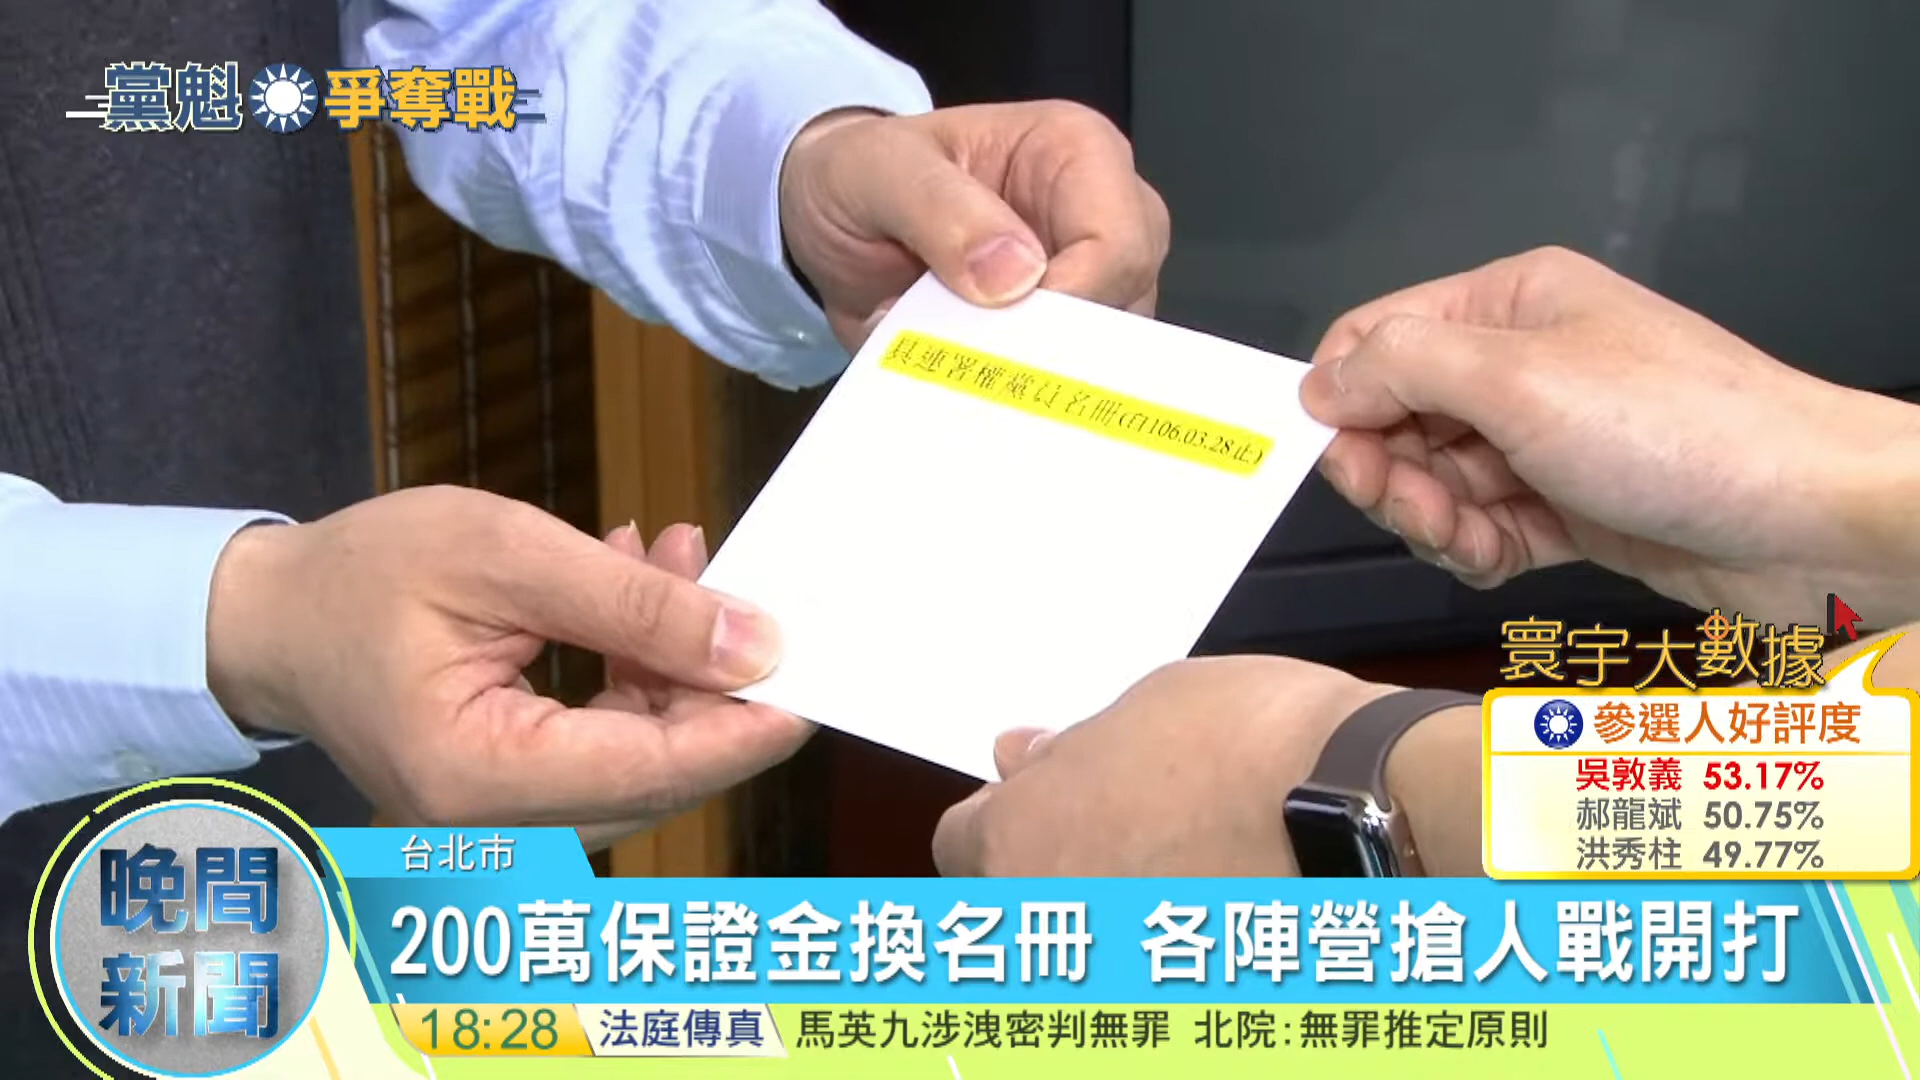 黨魁爭奪戰
具連署權黨員名冊(至106.03.28止)
寰宇大數據
參選人好評度
吳敦義 53.17%
郝龍斌 50.75%
洪秀柱 49.77%
台北市
200萬保證金換名冊 各陣營搶人戰開打
晚間新聞
18:28 法庭傳真 馬英九涉洩密判無罪 北院:無罪推定原則